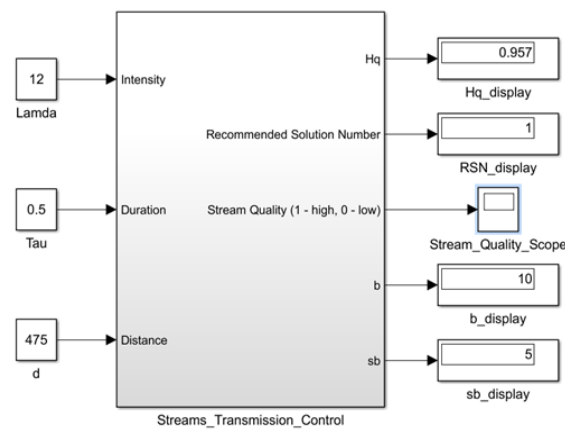 12
Lamda
0.5
Tau
475
d
Intensity
Duration
Distance
Hq
Recommended Solution Number
Stream Quality (1 - high, 0 - low)
b
sb
Streams_Transmission_Control
0.957
Hq_display
1
RSN_display
Stream_Quality_Scope
10
b_display
5
sb_display